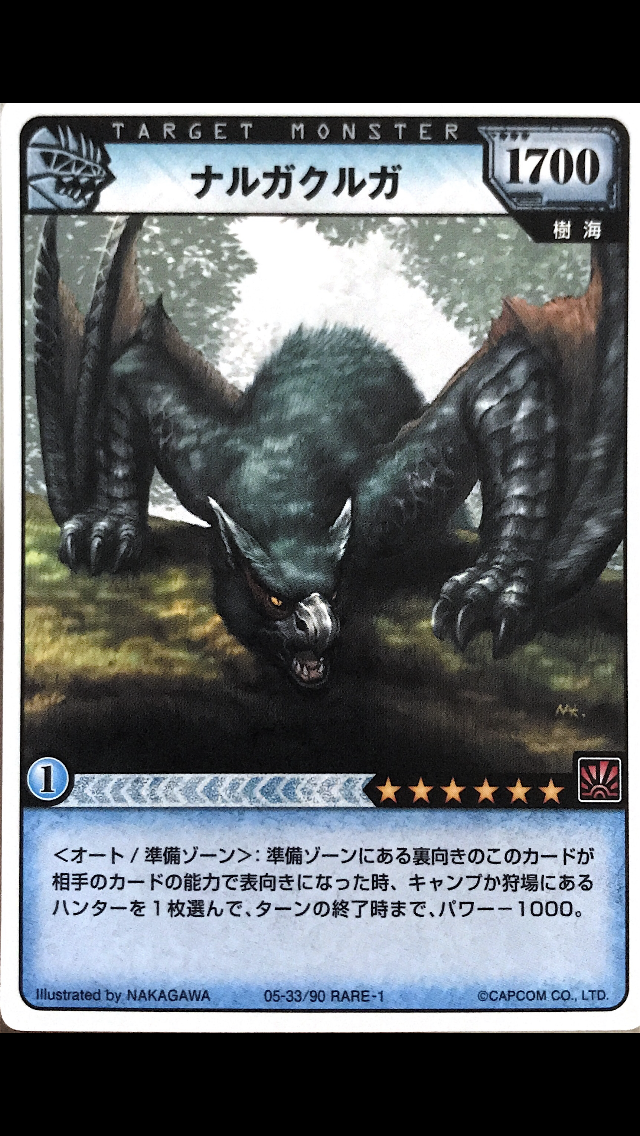 TARGET MONSTER
ナルガクルガ
1700
樹海
NK.
1
<オート / 準備ゾーン>: 準備ゾーンにある裏向きのこのカードが
相手のカードの能力で表向きになった時、キャンプか狩場にある
ハンターを1枚選んで、ターンの終了時まで、パワー－1000。
Illustrated by NAKAGAWA 05-33/90 RARE-1 ©CAPCOM CO., LTD.